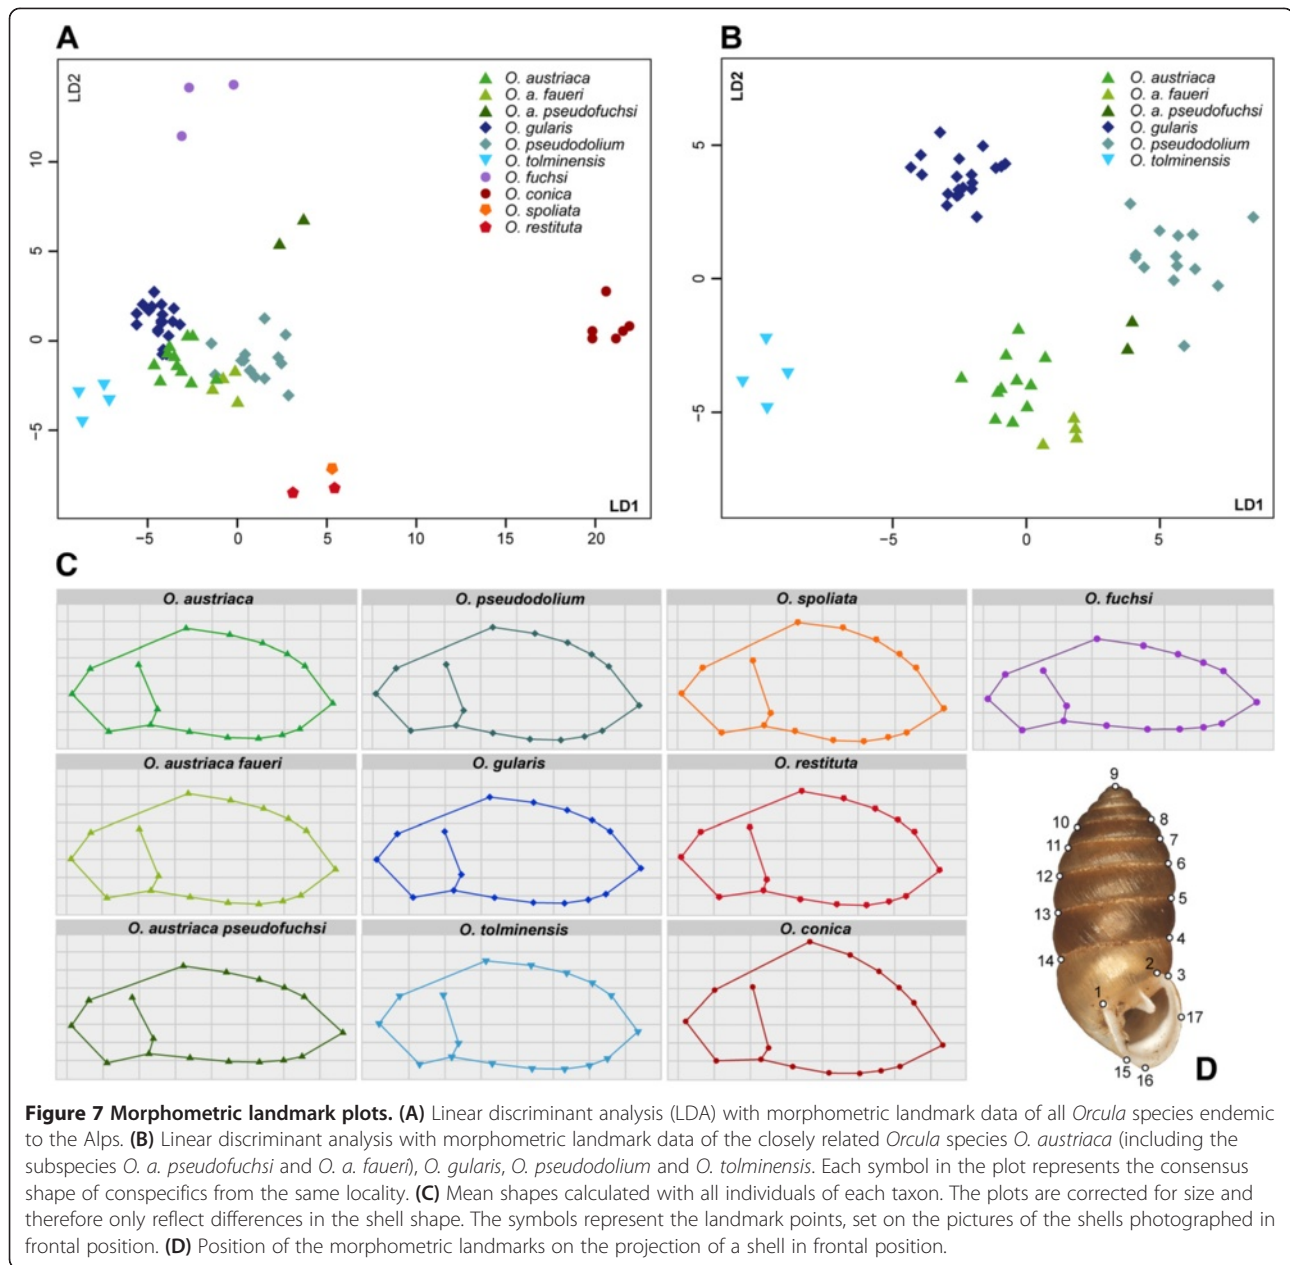 A
LD2
O. austriaca
O. a. faueri
O. a. pseudofuchsi
O. gularis
O. pseudodolium
O. tolminensis
O. fuchsi
O. conica
O. spoliata
O. restituta
10
5
0
−5
LD1
−5 0 5 10 15 20
B
LD2
O. austriaca
O. a. faueri
O. a. pseudofuchsi
O. gularis
O. pseudodolium
O. tolminensis
5
0
−5
LD1
−5 0 5
C
O. austriaca O. pseudodolium O. spoliata O. fuchsi
O. austriaca faueri O. gularis O. restituta
O. austriaca pseudofuchsi O. tolminensis O. conica
9
10 8
11 7
12 6
13 5
14 4
2 3
1
17
15 16
D
Figure 7 Morphometric landmark plots. (A) Linear discriminant analysis (LDA) with morphometric landmark data of all Orcula species endemic
to the Alps. (B) Linear discriminant analysis with morphometric landmark data of the closely related Orcula species O. austriaca (including the
subspecies O. a. pseudofuchsi and O. a. faueri), O. gularis, O. pseudodolium and O. tolminensis. Each symbol in the plot represents the consensus
shape of conspecifics from the same locality. (C) Mean shapes calculated with all individuals of each taxon. The plots are corrected for size and
therefore only reflect differences in the shell shape. The symbols represent the landmark points, set on the pictures of the shells photographed in
frontal position. (D) Position of the morphometric landmarks on the projection of a shell in frontal position.